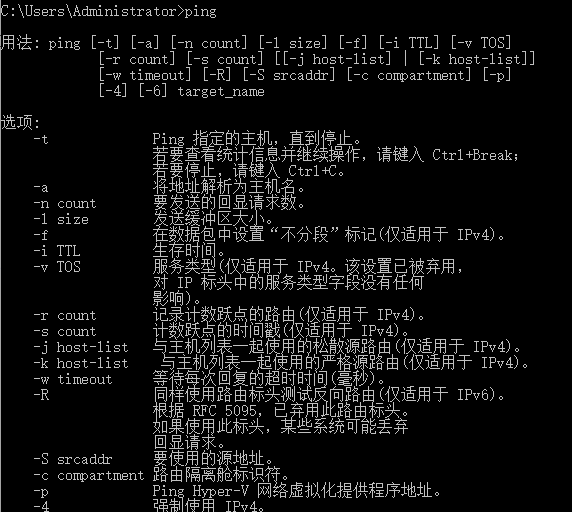 C:\Users\Administrator>ping
用法: ping [-t] [-a] [-n count] [-l size] [-f] [-i TTL] [-v TOS]
[-r count] [-s count] [[-j host-list] | [-k host-list]]
[-w timeout] [-R] [-S srcaddr] [-c compartment] [-p]
[-4] [-6] target_name
选项:
-t Ping 指定的主机，直到停止。
若要查看统计信息并继续操作，请键入 Ctrl+Break；
若要停止，请键入 Ctrl+C。
-a 将地址解析为主机名。
-n count 要发送的回显请求数。
-l size 发送缓冲区大小。
-f 在数据包中设置“不分段”标记(仅适用于 IPv4)。
-i TTL 生存时间。
-v TOS 服务类型(仅适用于 IPv4。该设置已被弃用，
对 IP 标头中的服务类型字段没有任何
影响)。
-r count 记录计数跃点的路由(仅适用于 IPv4)。
-s count 计数跃点的时间戳(仅适用于 IPv4)。
-j host-list 与主机列表一起使用的松散源路由(仅适用于 IPv4)。
-k host-list 与主机列表一起使用的严格源路由(仅适用于 IPv4)。
-w timeout 等待每次回复的超时时间(毫秒)。
-R 同样使用路由标头测试反向路由(仅适用于 IPv6)。
根据 RFC 5095，已弃用此路由标头。
如果使用此标头，某些系统可能丢弃
回显请求。
-S srcaddr 要使用的源地址。
-c compartment 路由隔离舱标识符。
-p Ping Hyper-V 网络虚拟化提供程序地址。
-4 强制使用 IPv4。